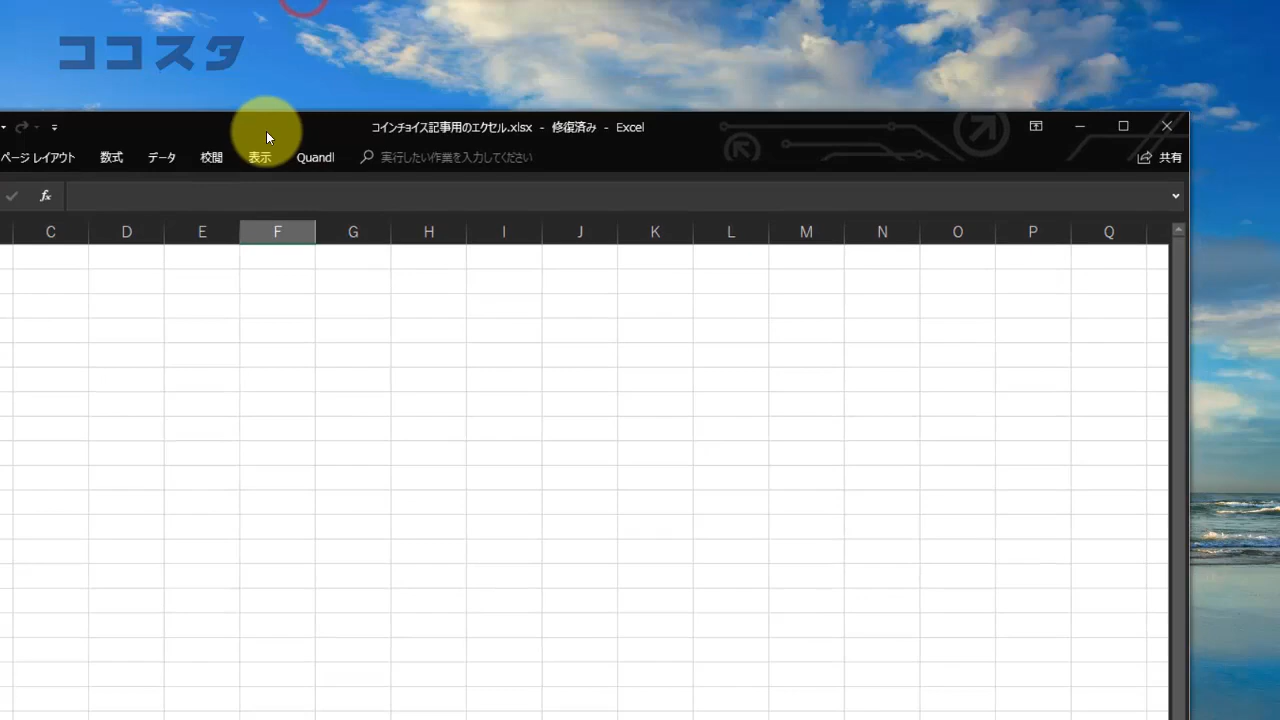 ココスタ
コインチョイス記事用のエクセル.xlsx - 修復済み - Excel
ページ レイアウト 数式 データ 校閲 表示 Quandl 実行したい作業を入力してください 共有
fx
C D E F G H I J K L M N O P Q